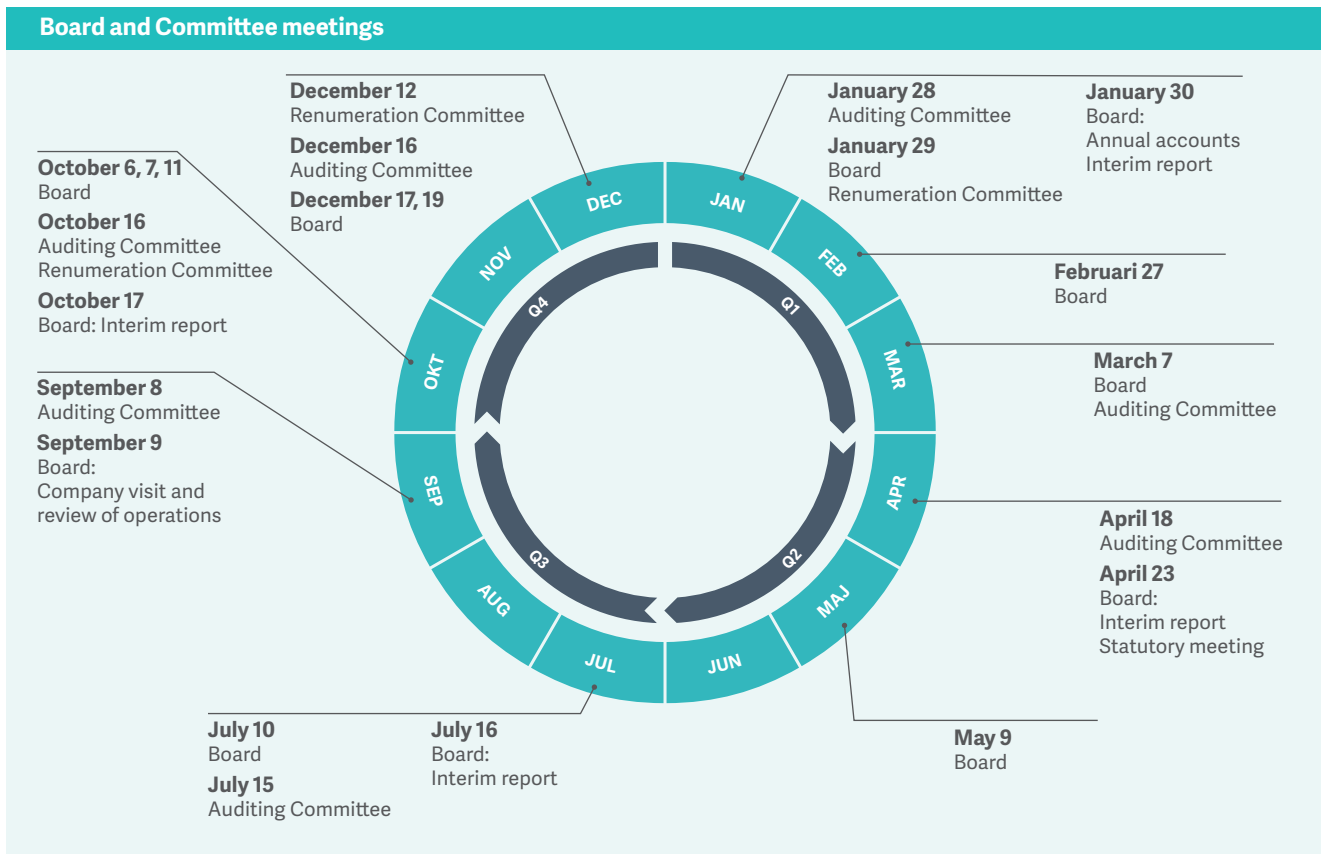 Board and Committee meetings
December 12
Renumeration Committee
December 16
Auditing Committee
December 17, 19
Board
January 28
Auditing Committee
January 29
Board
Renumeration Committee
January 30
Board:
Annual accounts
Interim report
October 6, 7, 11
Board
October 16
Auditing Committee
Renumeration Committee
October 17
Board: Interim report
Februari 27
Board
March 7
Board
Auditing Committee
September 8
Auditing Committee
September 9
Board:
Company visit and
review of operations
April 18
Auditing Committee
April 23
Board:
Interim report
Statutory meeting
July 10
Board
July 15
Auditing Committee
July 16
Board:
Interim report
May 9
Board
JAN
FEB
MAR
APR
MAJ
JUN
JUL
AUG
SEP
OKT
NOV
DEC
Q1
Q2
Q3
Q4